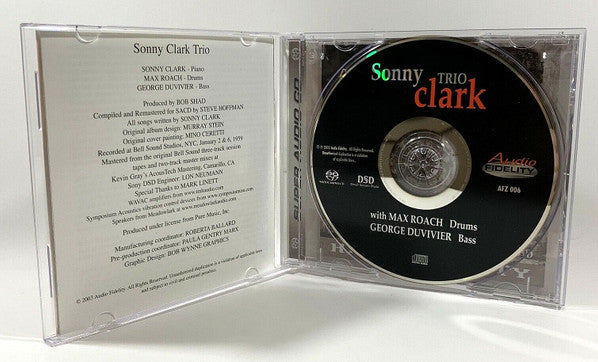 Sonny Clark Trio
SONNY CLARK - Piano
MAX ROACH - Drums
GEORGE DUVIVIER - Bass
Produced by BOB SHAD
Compiled and Remastered for SACD by STEVE HOFFMAN
All songs written by SONNY CLARK
Original album design: MURRAY STEIN
Original cover painting: MINO CERETTI
Recorded at Bell Sound Studios, NYC, January 2 & 6, 1959
Mastered from the original Bell Sound three-track session
tapes and two-track master mixes at
Kevin Gray's AcousTech Mastering, Camarillo, CA
Sony DSD Engineer: LON NEUMANN
Special Thanks to MARK LINETT
WAVAC amplifiers from www.tmhaudio.com
Symposium Acoustics vibration control devices from www.symposiumusa.com
Speakers from Meadowlark at www.meadowlarkaudio.com
Produced under license from Pure Music, Inc
Manufacturing coordinator: ROBERTA BALLARD
Pre-production coordinator: PAULA GENTRY MARX
Graphic Design: BOB WYNNE GRAPHICS
© 2003 Audio Fidelity. Unauthorized duplication is a violation of applicable laws
and subject to civil and criminal penalties.
SUPER AUDIO CD
Sonny TRIO
clark
DSD
Audio
FIDELITY
AFZ 006
with MAX ROACH Drums
GEORGE DUVIVIER Bass